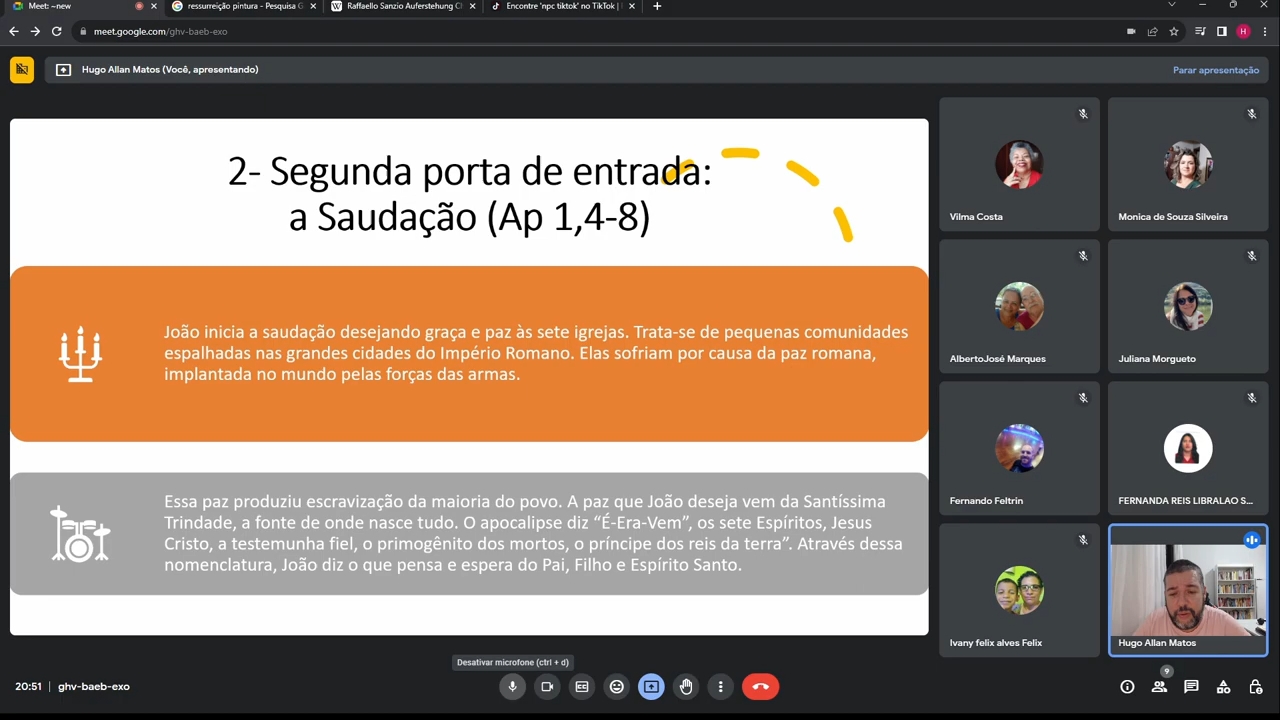 Meet: ~new
ressurreição pintura - Pesquisa G
Raffaello Sanzio Auferstehung Ch
Encontre 'npc tiktok' no TikTok |
meet.google.com/ghv-baeb-exo
H
Hugo Allan Matos (Você, apresentando)
Parar apresentação
2- Segunda porta de entrada:
a Saudação (Ap 1,4-8)
João inicia a saudação desejando graça e paz às sete igrejas. Trata-se de pequenas comunidades
espalhadas nas grandes cidades do Império Romano. Elas sofriam por causa da paz romana,
implantada no mundo pelas forças das armas.
Essa paz produziu escravização da maioria do povo. A paz que João deseja vem da Santíssima
Trindade, a fonte de onde nasce tudo. O apocalipse diz “É-Era-Vem”, os sete Espíritos, Jesus
Cristo, a testemunha fiel, o primogênito dos mortos, o príncipe dos reis da terra”. Através dessa
nomenclatura, João diz o que pensa e espera do Pai, Filho e Espírito Santo.
Vilma Costa
Monica de Souza Silveira
AlbertoJosé Marques
Juliana Morgueto
Fernando Feltrin
FERNANDA REIS LIBRALAO S...
Ivany felix alves Felix
Hugo Allan Matos
Desativar microfone (ctrl + d)
20:51 | ghv-baeb-exo
9